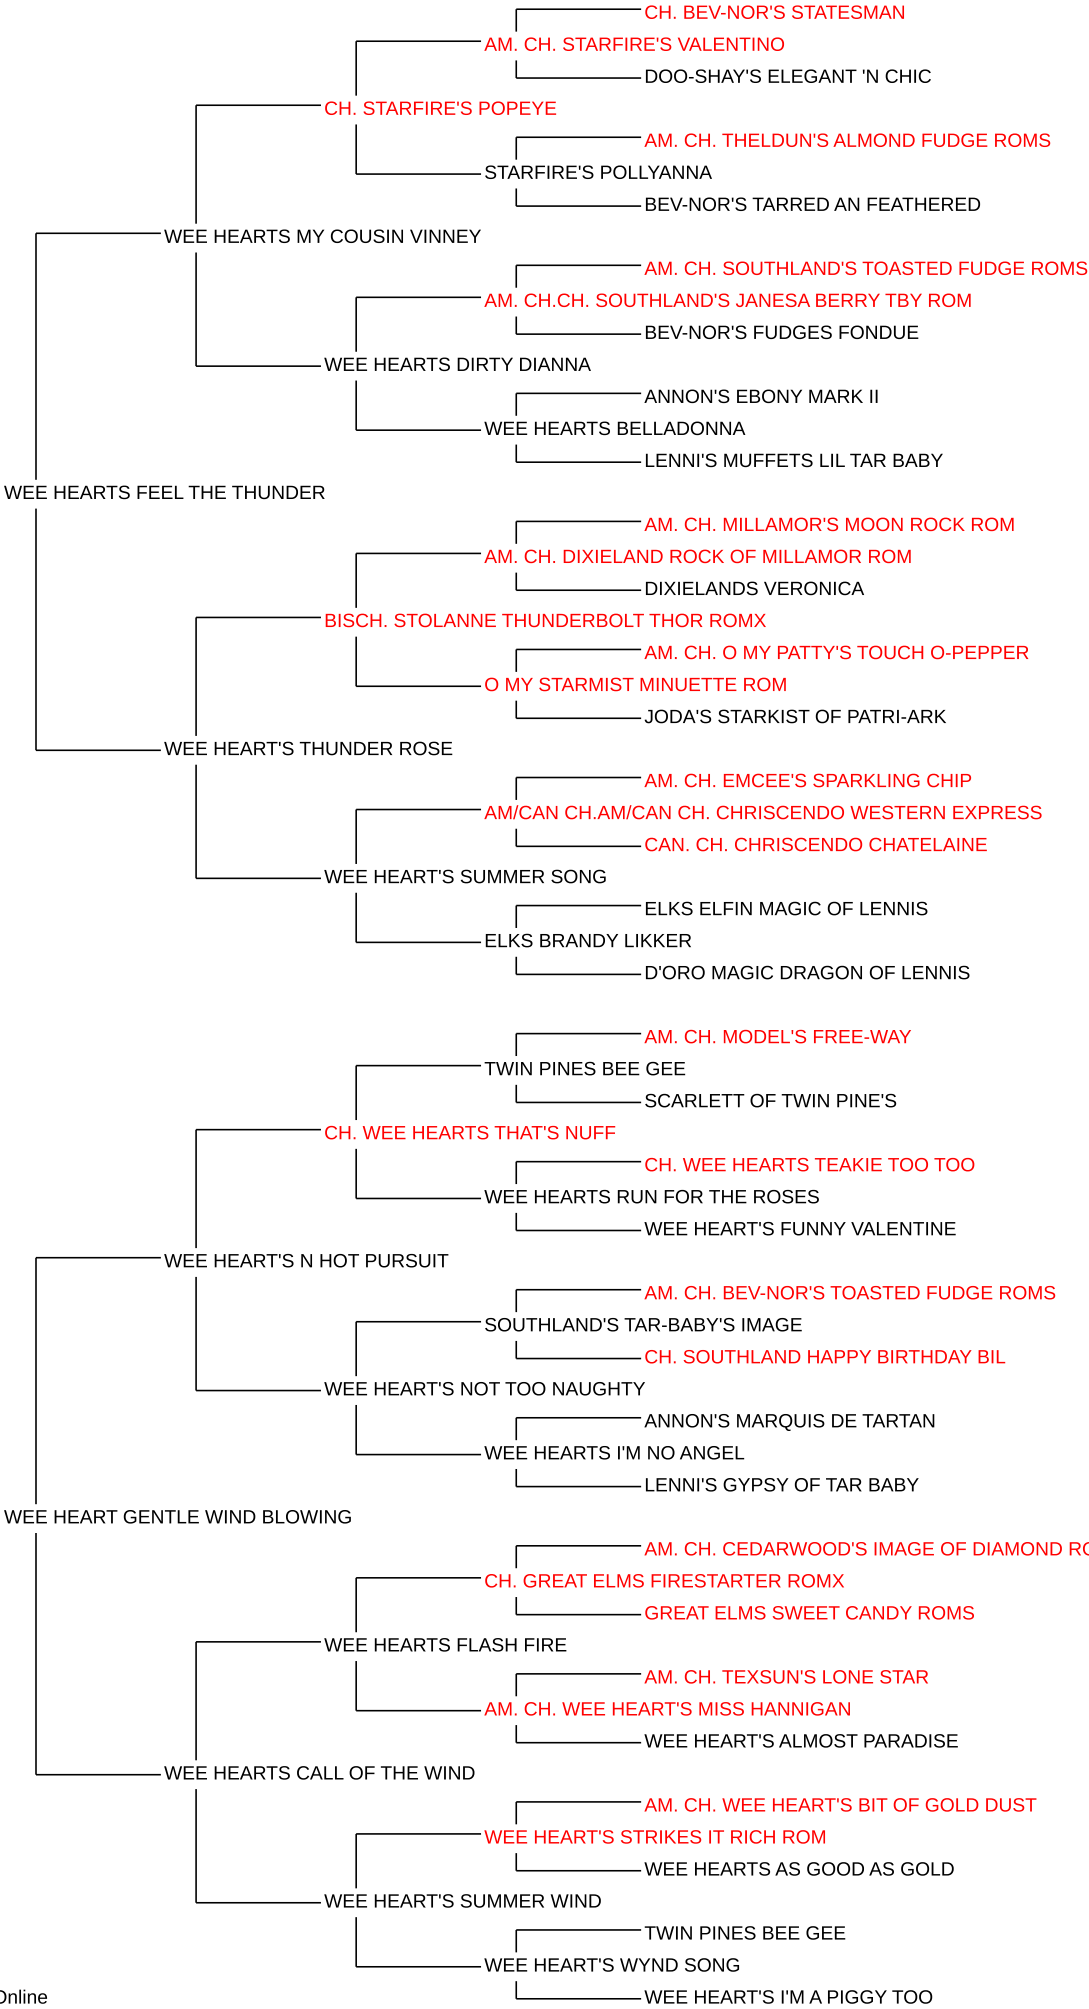 CH. BEV-NOR'S STATESMAN
AM. CH. STARFIRE'S VALENTINO
DOO-SHAY'S ELEGANT 'N CHIC
CH. STARFIRE'S POPEYE
AM. CH. THELDUN'S ALMOND FUDGE ROMS
STARFIRE'S POLLYANNA
BEV-NOR'S TARRED AN FEATHERED
WEE HEARTS MY COUSIN VINNEY
AM. CH. SOUTHLAND'S TOASTED FUDGE ROMS
AM. CH.CH. SOUTHLAND'S JANESA BERRY TBY ROM
BEV-NOR'S FUDGES FONDUE
WEE HEARTS DIRTY DIANNA
ANNON'S EBONY MARK II
WEE HEARTS BELLADONNA
LENNI'S MUFFETS LIL TAR BABY
WEE HEARTS FEEL THE THUNDER
AM. CH. MILLAMOR'S MOON ROCK ROM
AM. CH. DIXIELAND ROCK OF MILLAMOR ROM
DIXIELANDS VERONICA
BISCH. STOLANNE THUNDERBOLT THOR ROMX
AM. CH. O MY PATTY'S TOUCH O-PEPPER
O MY STARMIST MINUETTE ROM
JODA'S STARKIST OF PATRI-ARK
WEE HEART'S THUNDER ROSE
AM. CH. EMCEE'S SPARKLING CHIP
AM/CAN CH.AM/CAN CH. CHRISCENDO WESTERN EXPRESS
CAN. CH. CHRISCENDO CHATELAINE
WEE HEART'S SUMMER SONG
ELKS ELFIN MAGIC OF LENNIS
ELKS BRANDY LIKKER
D'ORO MAGIC DRAGON OF LENNIS
AM. CH. MODEL'S FREE-WAY
TWIN PINES BEE GEE
SCARLETT OF TWIN PINE'S
CH. WEE HEARTS THAT'S NUFF
CH. WEE HEARTS TEAKIE TOO TOO
WEE HEARTS RUN FOR THE ROSES
WEE HEART'S FUNNY VALENTINE
WEE HEART'S N HOT PURSUIT
AM. CH. BEV-NOR'S TOASTED FUDGE ROMS
SOUTHLAND'S TAR-BABY'S IMAGE
CH. SOUTHLAND HAPPY BIRTHDAY BIL
WEE HEART'S NOT TOO NAUGHTY
ANNON'S MARQUIS DE TARTAN
WEE HEARTS I'M NO ANGEL
LENNI'S GYPSY OF TAR BABY
WEE HEART GENTLE WIND BLOWING
AM. CH. CEDARWOOD'S IMAGE OF DIAMOND
CH. GREAT ELMS FIRESTARTER ROMX
GREAT ELMS SWEET CANDY ROMS
WEE HEARTS FLASH FIRE
AM. CH. TEXSUN'S LONE STAR
AM. CH. WEE HEART'S MISS HANNIGAN
WEE HEART'S ALMOST PARADISE
WEE HEARTS CALL OF THE WIND
AM. CH. WEE HEART'S BIT OF GOLD DUST
WEE HEART'S STRIKES IT RICH ROM
WEE HEARTS AS GOOD AS GOLD
WEE HEART'S SUMMER WIND
TWIN PINES BEE GEE
WEE HEART'S WYND SONG
WEE HEART'S I'M A PIGGY TOO
Online